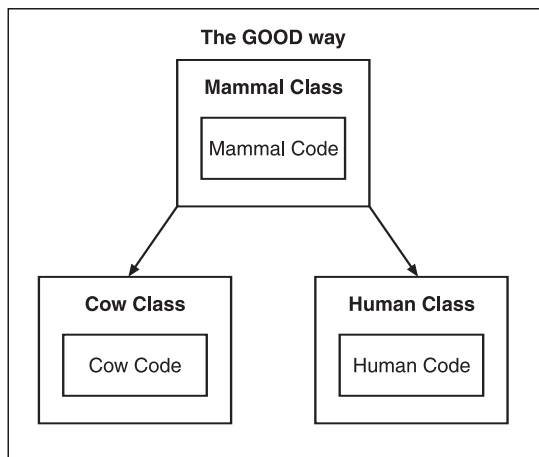 The GOOD way
Mammal Class
Mammal Code
Cow Class
Human Class
Cow Code
Human Code